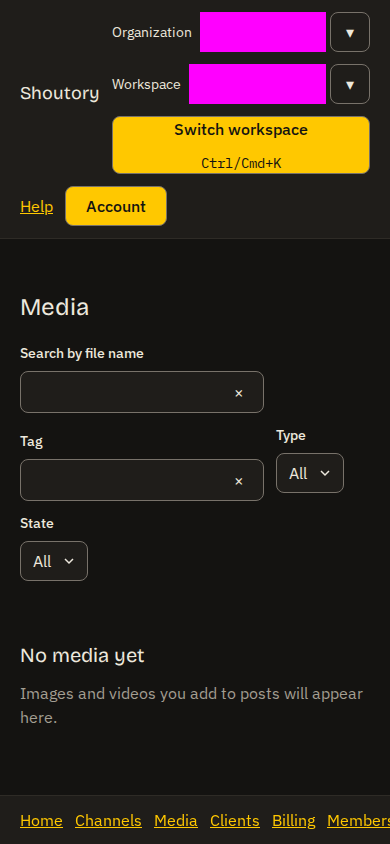 Organization ▼
Workspace ▼
Shoutory
Switch workspace
Ctrl/Cmd+K
Help Account
Media
Search by file name
×
Tag
×
Type
All
State
All
No media yet
Images and videos you add to posts will appear
here.
Home Channels Media Clients Billing Members